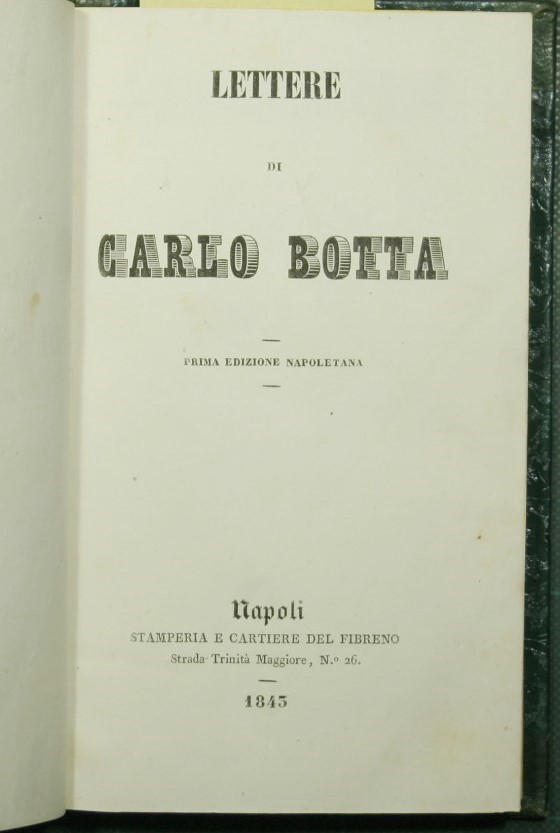 LETTERE
DI
CARLO BOTTA
PRIMA EDIZIONE NAPOLETANA
Napoli
STAMPERIA E CARTIERE DEL FIBRENO
Strada Trinità Maggiore, N.º 26.
1843